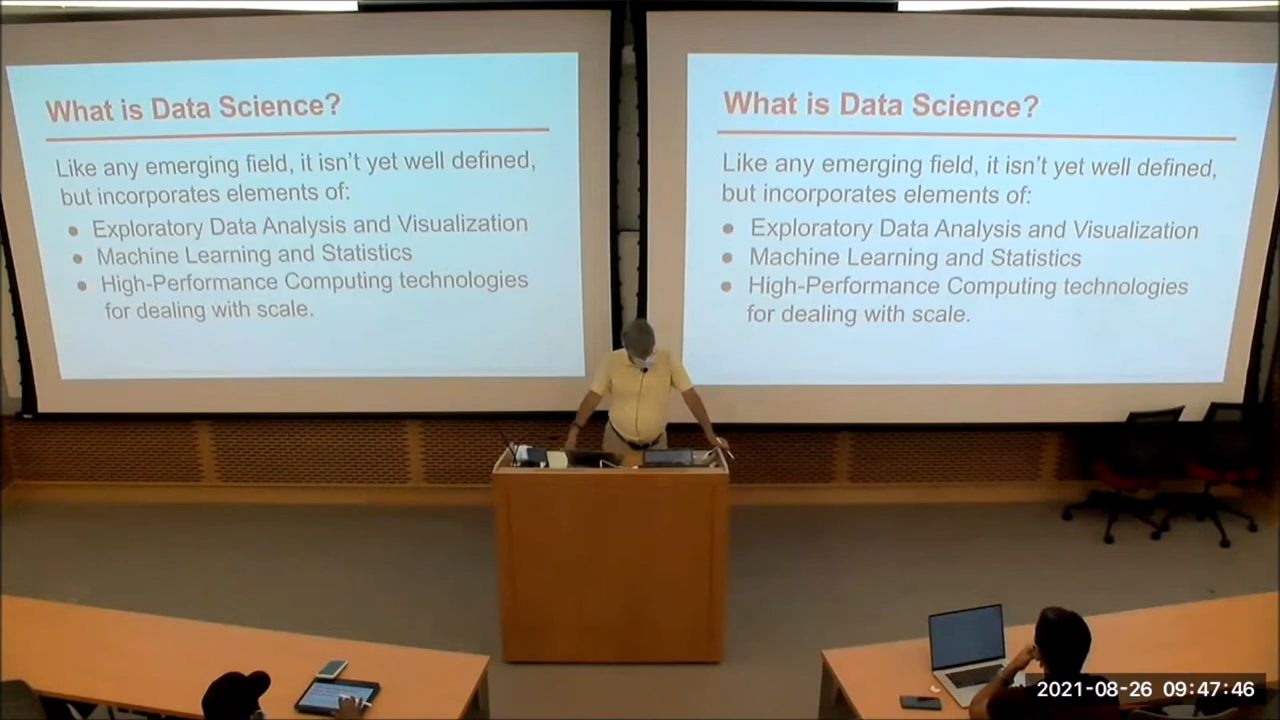 What is Data Science?
Like any emerging field, it isn't yet well defined,
but incorporates elements of:
● Exploratory Data Analysis and Visualization
● Machine Learning and Statistics
● High-Performance Computing technologies
for dealing with scale.
What is Data Science?
Like any emerging field, it isn't yet well defined,
but incorporates elements of:
● Exploratory Data Analysis and Visualization
● Machine Learning and Statistics
● High-Performance Computing technologies
for dealing with scale.
2021-08-26 09:47:46